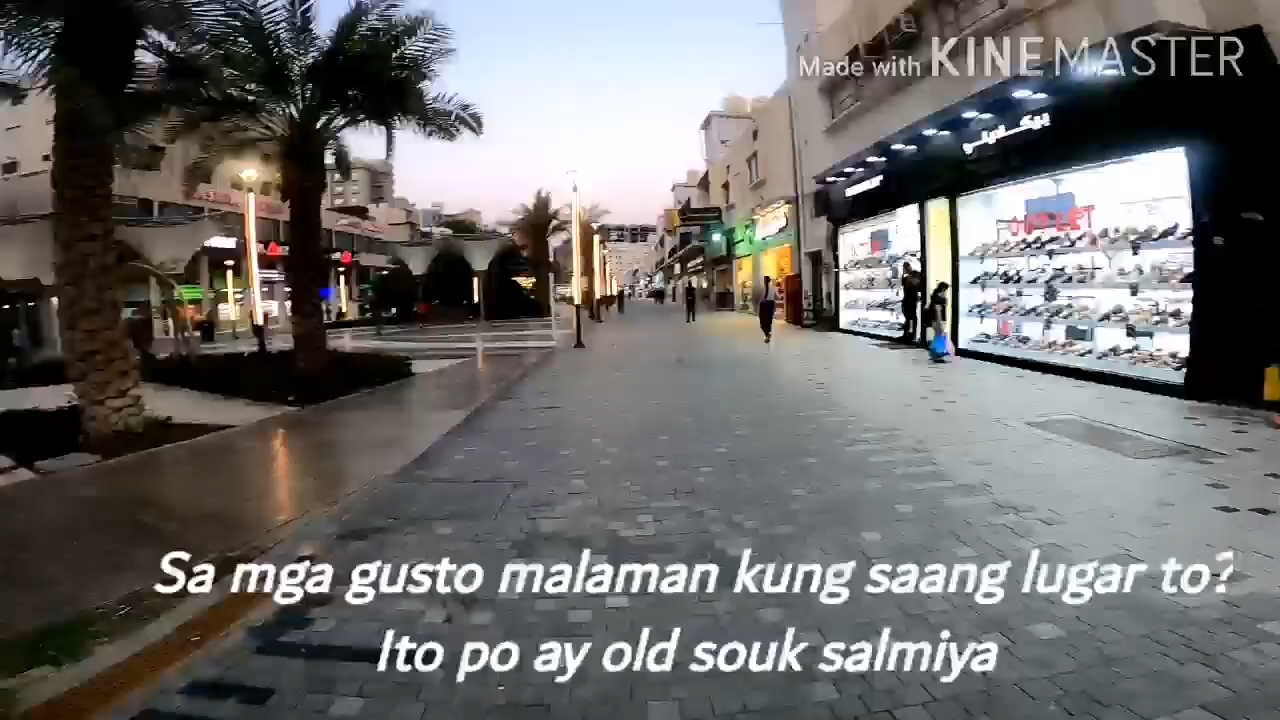 Made with KINEMASTER
OUTLET
Sa mga gusto malaman kung saang lugar to?
Ito po ay old souk salmiya